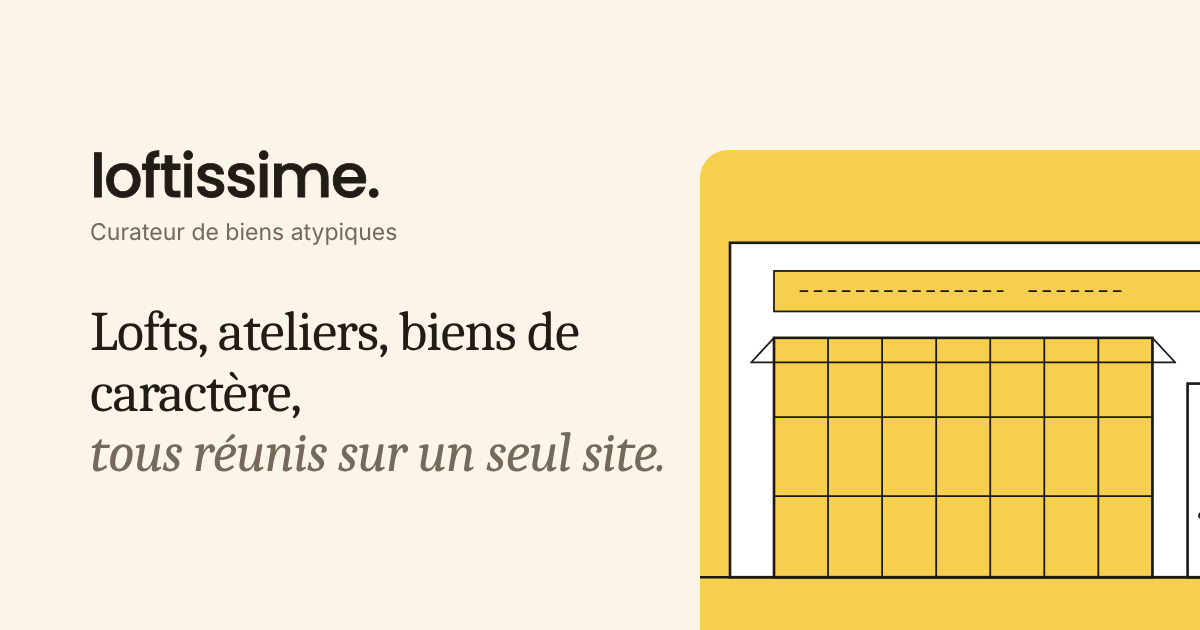 loftissime.
Curateur de biens atypiques
Lofts, ateliers, biens de
caractère,
tous réunis sur un seul site.